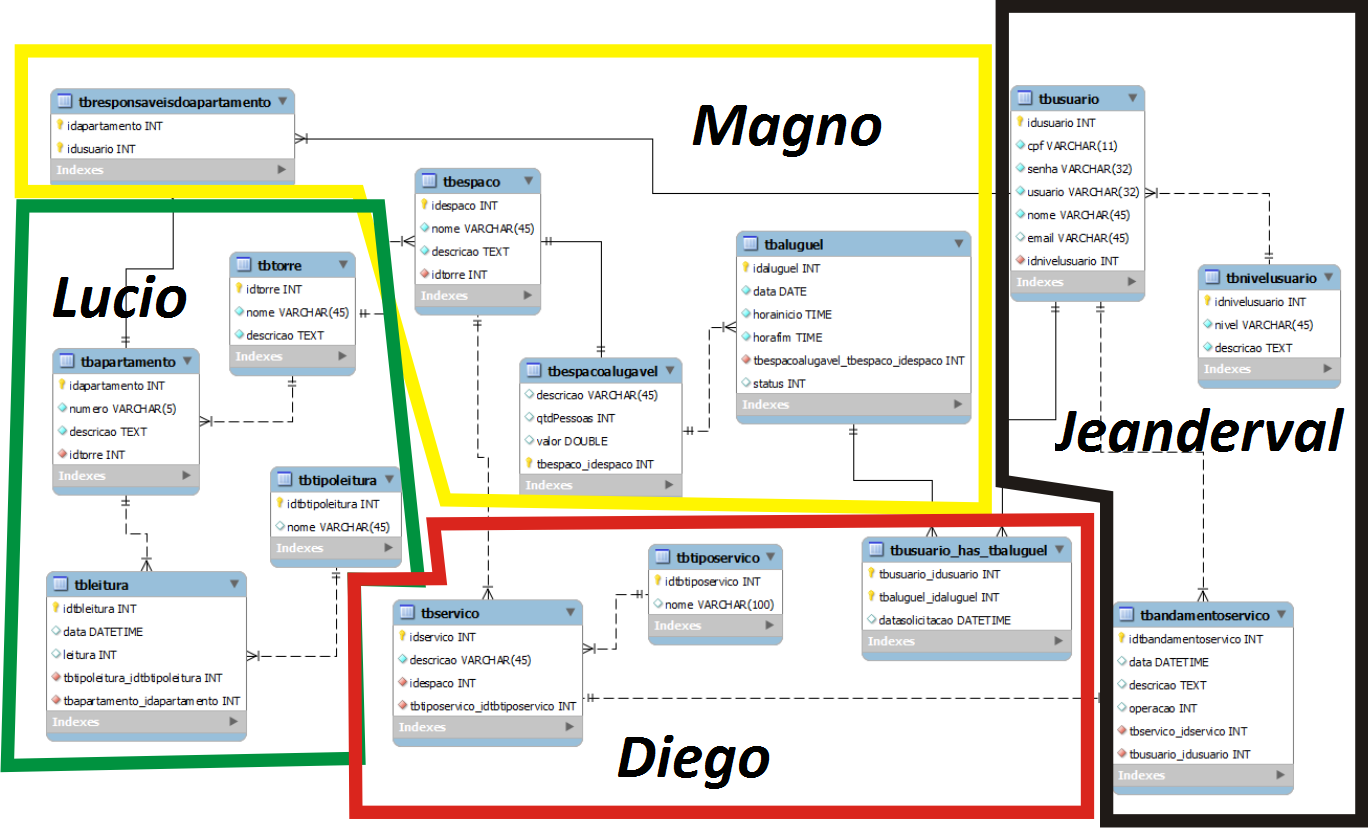 Magno
tbresponsaveisdoapartamento
idapartamento INT
idusuario INT
Indexes
tbespaco
idespaco INT
nome VARCHAR(45)
descricao TEXT
idtorre INT
Indexes
tbaluguel
idaluguel INT
data DATE
horainicio TIME
horafim TIME
tbespacoalugavel_tbespaco_idespaco INT
status INT
Indexes
tbespacoalugavel
descricao VARCHAR(45)
qtdPessoas INT
valor DOUBLE
tbespaco_idespaco INT
Indexes
Lucio
tbtorre
idtorre INT
nome VARCHAR(45)
descricao TEXT
Indexes
tbapartamento
idapartamento INT
numero VARCHAR(5)
descricao TEXT
idtorre INT
Indexes
tbtipoleitura
idtbtipoleitura INT
nome VARCHAR(45)
Indexes
tbleitura
idtbleitura INT
data DATETIME
leitura INT
tbtipoleitura_idtbtipoleitura INT
tbapartamento_idapartamento INT
Indexes
Jeanderval
tbusuario
idusuario INT
cpf VARCHAR(11)
senha VARCHAR(32)
usuario VARCHAR(32)
nome VARCHAR(45)
email VARCHAR(45)
idnivelusuario INT
Indexes
tbnivelusuario
idnivelusuario INT
nivel VARCHAR(45)
descricao TEXT
Indexes
tbandamentoservico
idtbandamentoservico INT
data DATETIME
descricao TEXT
operacao INT
tbservico_idservico INT
tbusuario_idusuario INT
Indexes
Diego
tbservico
idservico INT
descricao VARCHAR(45)
idespaco INT
tbtiposervico_idtbtiposervico INT
Indexes
tbtiposervico
idtbtiposervico INT
nome VARCHAR(100)
Indexes
tbusuario_has_tbaluguel
tbusuario_idusuario INT
tbaluguel_idaluguel INT
datasolicitacao DATETIME
Indexes